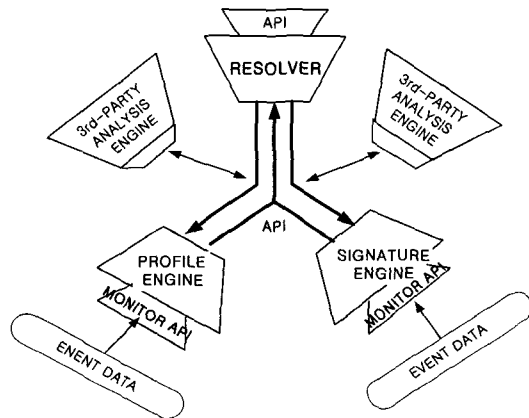 API
RESOLVER
3rd-PARTY
ANALYSIS
ENGINE
3rd-PARTY
ANALYSIS
ENGINE
API
PROFILE
ENGINE
MONITOR API
SIGNATURE
ENGINE
MONITOR API
ENENT DATA
EVENT DATA